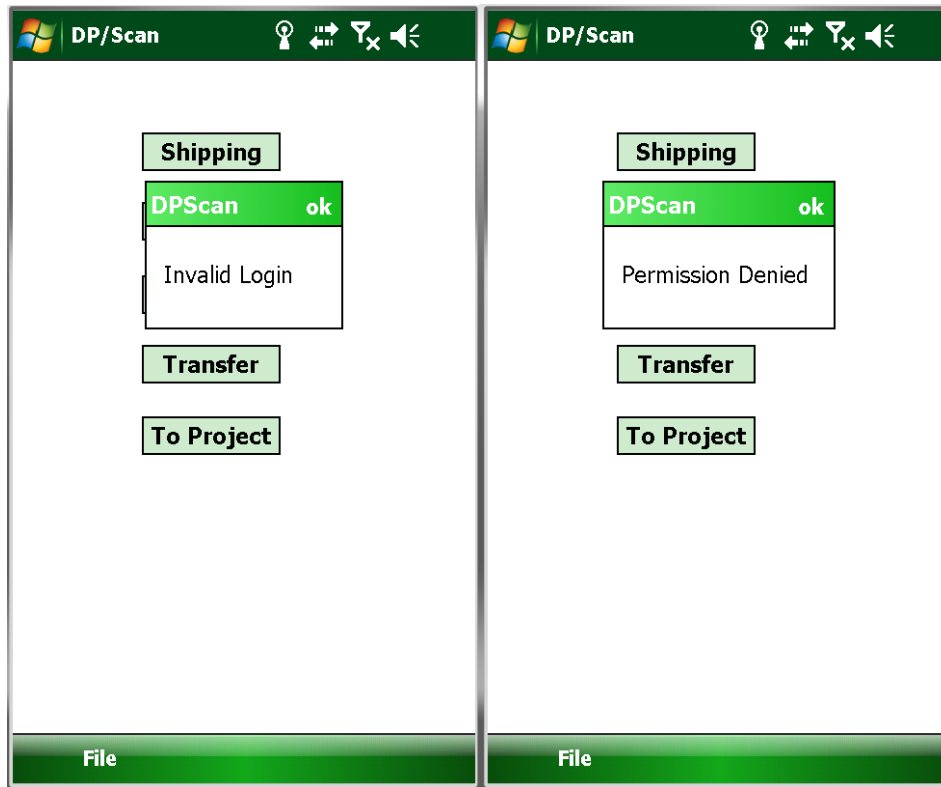 DP/Scan
Shipping
DPScan ok
Invalid Login
Transfer
To Project
File
DP/Scan
Shipping
DPScan ok
Permission Denied
Transfer
To Project
File